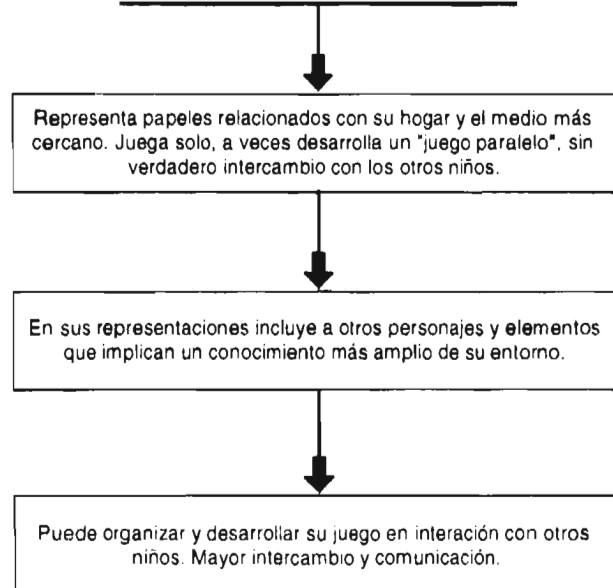 Representa papeles relacionados con su hogar y el medio más
cercano. Juega solo, a veces desarrolla un "juego paralelo", sin
verdadero intercambio con los otros niños.
En sus representaciones incluye a otros personajes y elementos
que implican un conocimiento más amplio de su entorno.
Puede organizar y desarrollar su juego en interación con otros
niños. Mayor intercambio y comunicación.